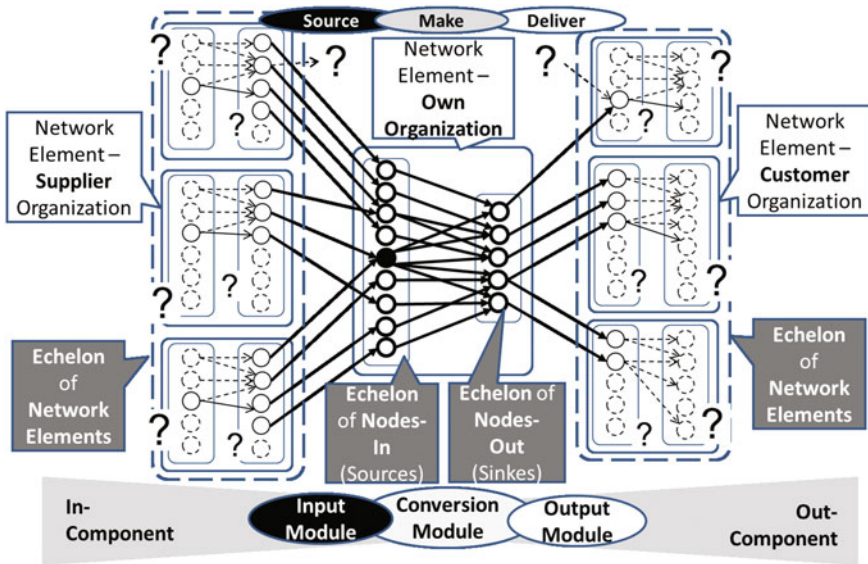 Source
Make
Deliver
?
?
?
?
?
?
Network
Element –
Own
Organization
Network
Element –
Supplier
Organization
Network
Element –
Customer
Organization
?
?
?
?
?
?
?
?
?
?
Echelon
of
Network
Elements
Echelon
of Nodes-
In
(Sources)
Echelon of
Nodes-
Out
(Sinkes)
Echelon
of
Network
Elements
In-
Component
Input
Module
Conversion
Module
Output
Module
Out-
Component